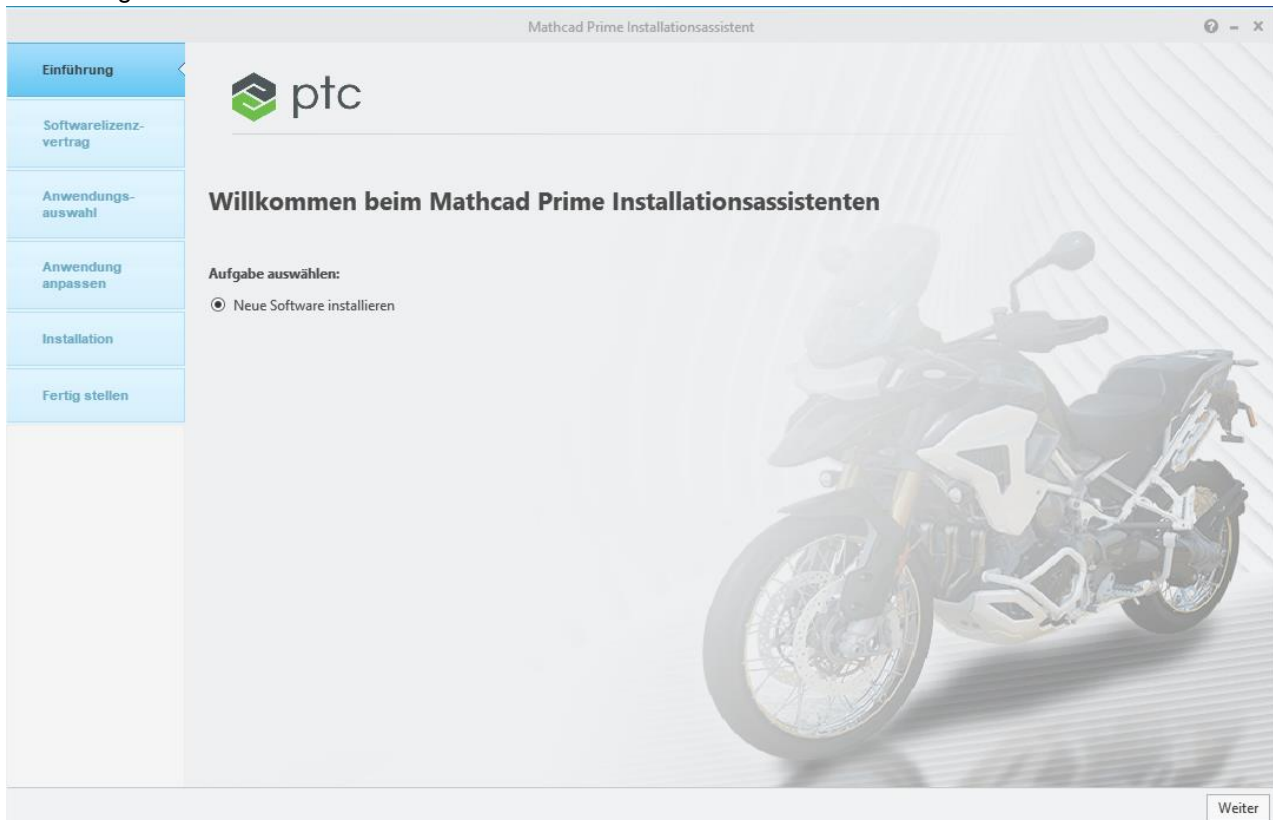 Mathcad Prime Installationsassistent
Einführung
Softwarelizenz-
vertrag
Anwendungs-
auswahl
Anwendung
anpassen
Installation
Fertig stellen
ptc
Willkommen beim Mathcad Prime Installationsassistenten
Aufgabe auswählen:
Neue Software installieren
Weiter